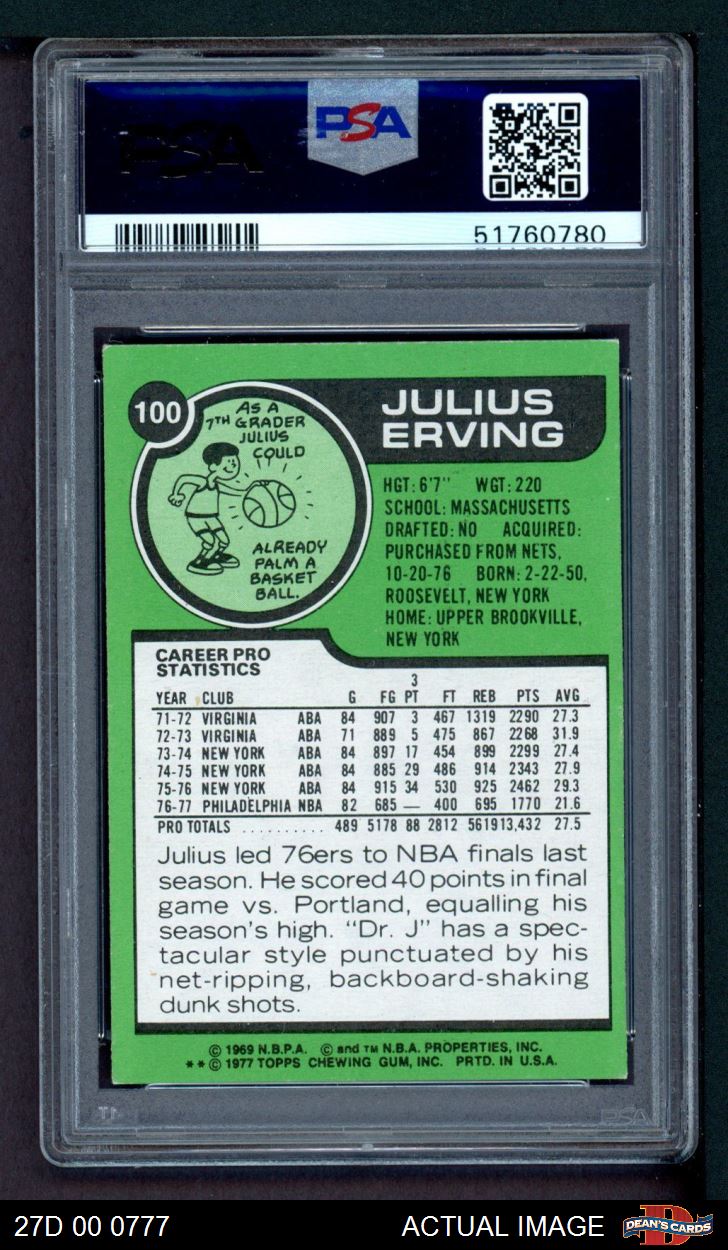 PSA
PSA
51760780
100
AS A
7TH GRADER
JULIUS
COULD
ALREADY
PALM A
BASKET
BALL.
JULIUS
ERVING
HGT: 6'7" WGT: 220
SCHOOL: MASSACHUSETTS
DRAFTED: NO ACQUIRED:
PURCHASED FROM NETS,
10-20-76 BORN: 2-22-50,
ROOSEVELT, NEW YORK
HOME: UPPER BROOKVILLE,
NEW YORK
CAREER PRO
STATISTICS
3
YEAR CLUB G FG PT FT REB PTS AVG
71-72 VIRGINIA ABA 84 907 3 467 1319 2290 27.3
72-73 VIRGINIA ABA 71 889 5 475 867 2268 31.9
73-74 NEW YORK ABA 84 897 17 454 899 2299 27.4
74-75 NEW YORK ABA 84 885 29 486 914 2343 27.9
75-76 NEW YORK ABA 84 915 34 530 925 2462 29.3
76-77 PHILADELPHIA NBA 82 685 — 400 695 1770 21.6
PRO TOTALS .......... 489 5178 88 2812 5619 13,432 27.5
Julius led 76ers to NBA finals last
season. He scored 40 points in final
game vs. Portland, equalling his
season's high. "Dr. J" has a spec-
tacular style punctuated by his
net-ripping, backboard-shaking
dunk shots.
© 1969 N.B.P.A. © and TM N.B.A. PROPERTIES, INC.
** © 1977 TOPPS CHEWING GUM, INC. PRTD. IN U.S.A.
PSA
27D 00 0777 ACTUAL IMAGE
DEAN'S CARDS